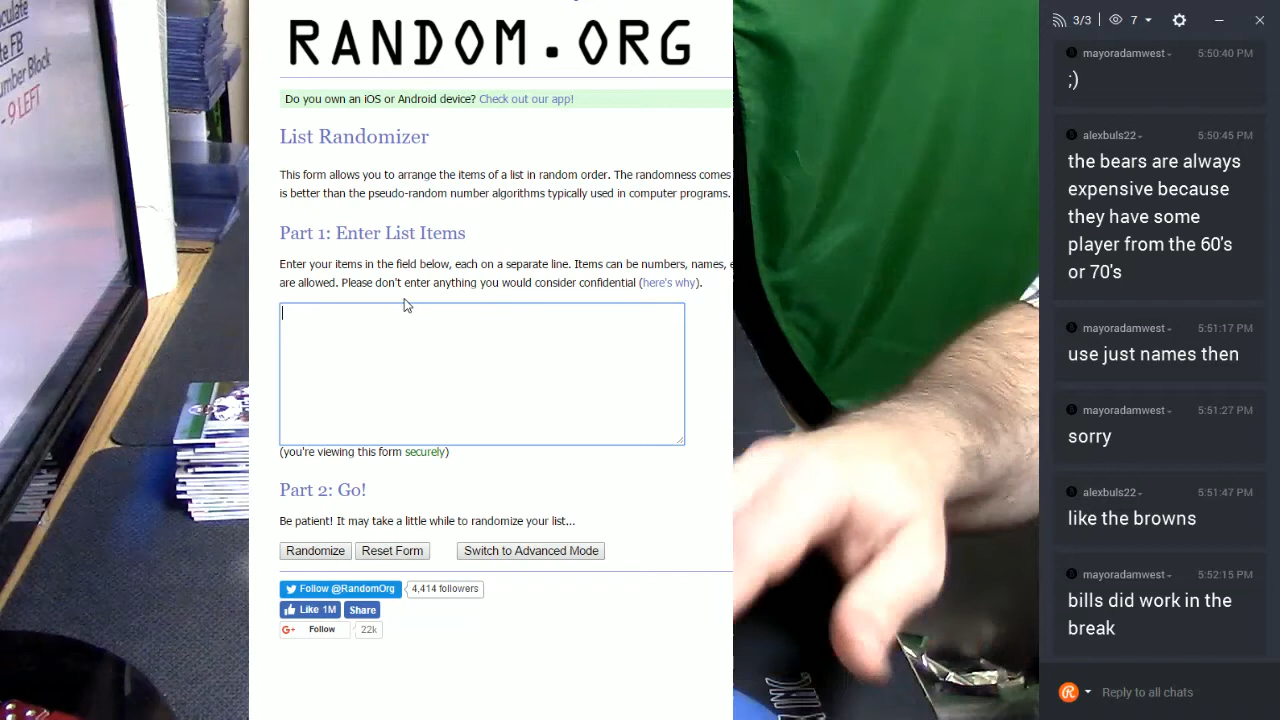 culate
te FB
umber Block
- 9 LEFT
RANDOM.ORG
Do you own an iOS or Android device? Check out our app!
List Randomizer
This form allows you to arrange the items of a list in random order. The randomness comes
is better than the pseudo-random number algorithms typically used in computer programs.
Part 1: Enter List Items
Enter your items in the field below, each on a separate line. Items can be numbers, names, e
are allowed. Please don't enter anything you would consider confidential (here's why).
(you're viewing this form securely)
Part 2: Go!
Be patient! It may take a little while to randomize your list...
Randomize Reset Form Switch to Advanced Mode
Follow @RandomOrg 4,414 followers
Like 1M Share
G+ Follow 22k
3/3 7
mayoradamwest 5:50:40 PM
;)
alexbuls22 5:50:45 PM
the bears are always
expensive because
they have some
player from the 60's
or 70's
mayoradamwest 5:51:17 PM
use just names then
mayoradamwest 5:51:27 PM
sorry
alexbuls22 5:51:47 PM
like the browns
mayoradamwest 5:52:15 PM
bills did work in the
break
Reply to all chats